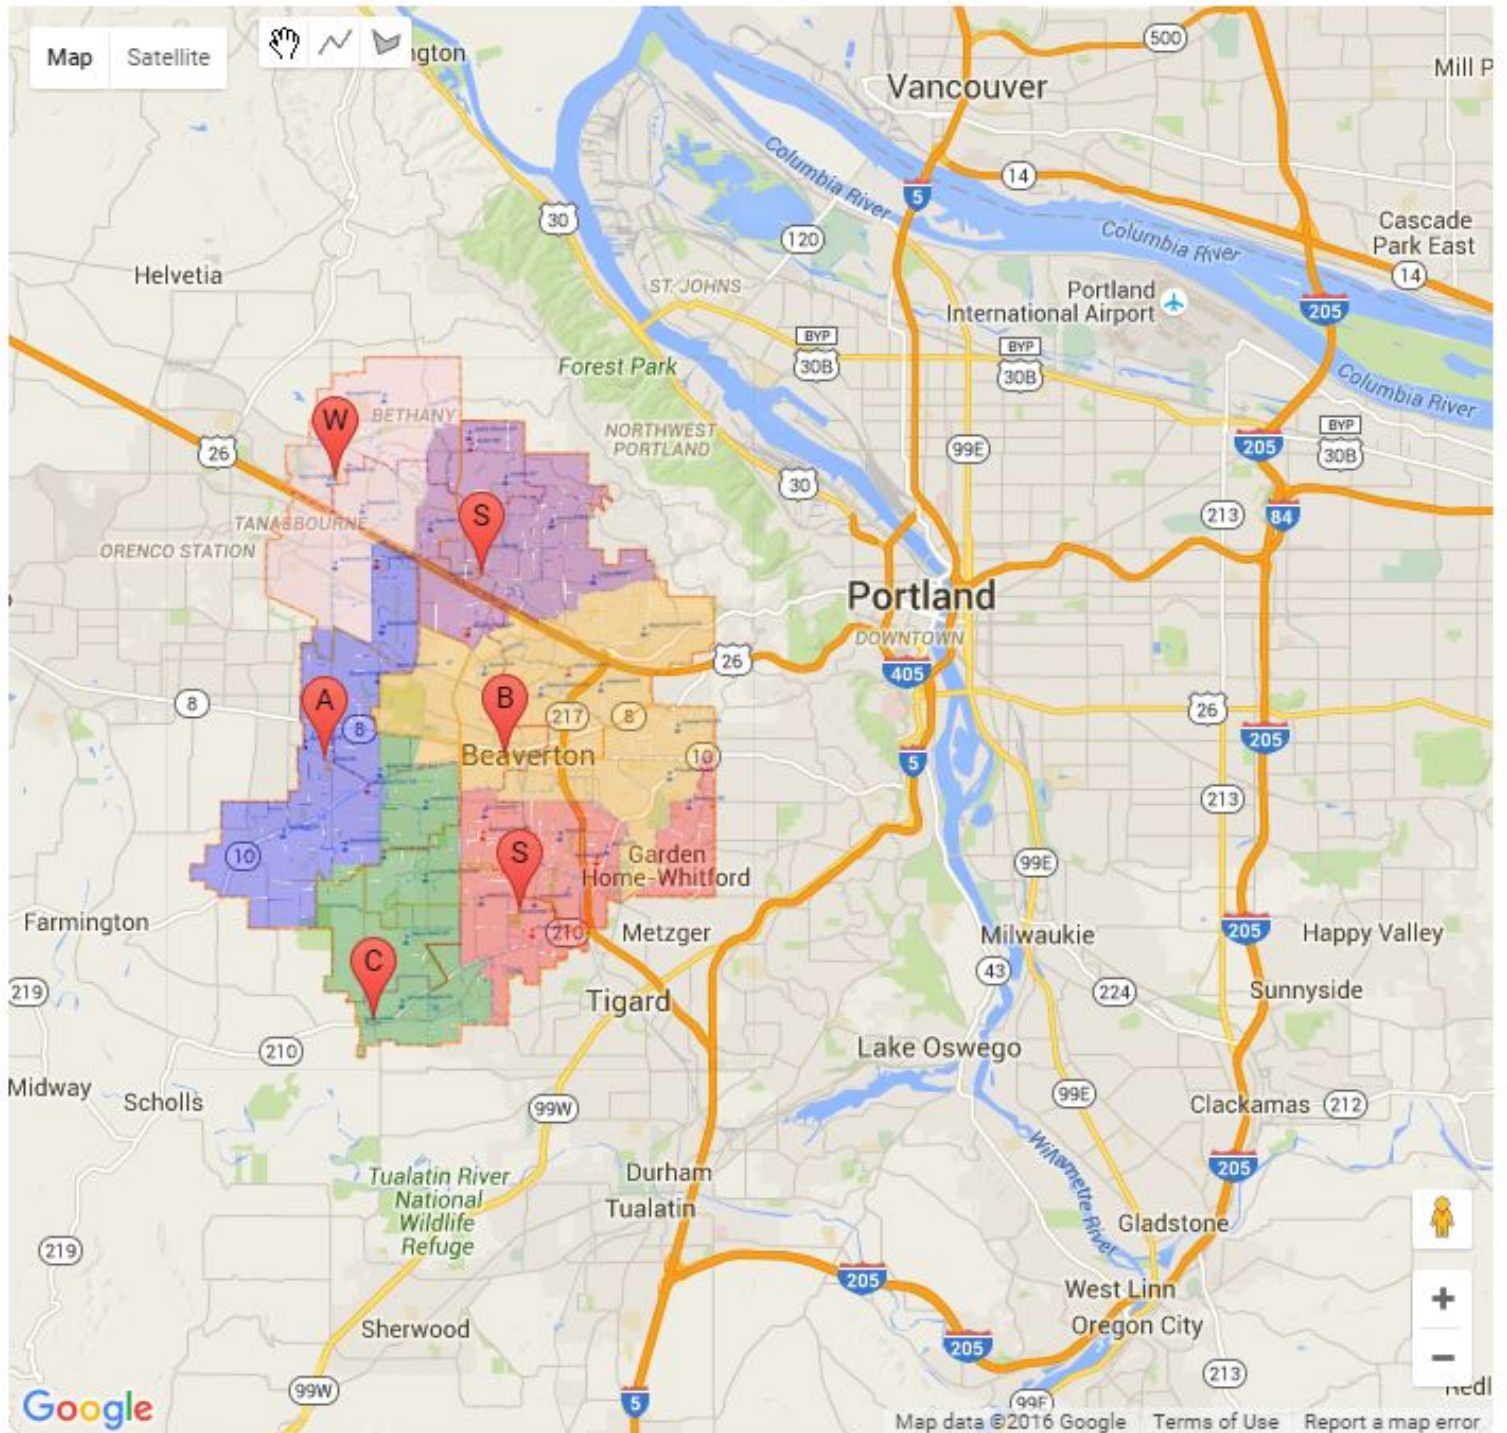 Map
Satellite
ngton
500
Mill P
Vancouver
Columbia River
14
5
30
120
Columbia River
Cascade
Park East
14
Helvetia
ST. JOHNS
Portland
International Airport
205
BYP
30B
BYP
30B
Forest Park
Columbia River
W
BETHANY
NORTHWEST
PORTLAND
26
99E
205
BYP
30B
30
S
TANASBOURNE
ORENCO STATION
213
84
Portland
DOWNTOWN
26
405
8
A
8
B
217
8
26
205
Beaverton
10
5
213
10
S
Garden
Home-Whitford
99E
Farmington
210
Metzger
Milwaukie
205
Happy Valley
C
219
Tigard
43
224
Sunnyside
210
Lake Oswego
Midway
Scholls
99W
99E
Clackamas
212
Willamette River
Durham
205
Tualatin River
National
Wildlife
Refuge
Tualatin
Gladstone
219
205
West Linn
Oregon City
Sherwood
205
213
99W
5
99E
Redl
Google
Map data ©2016 Google
Terms of Use
Report a map error